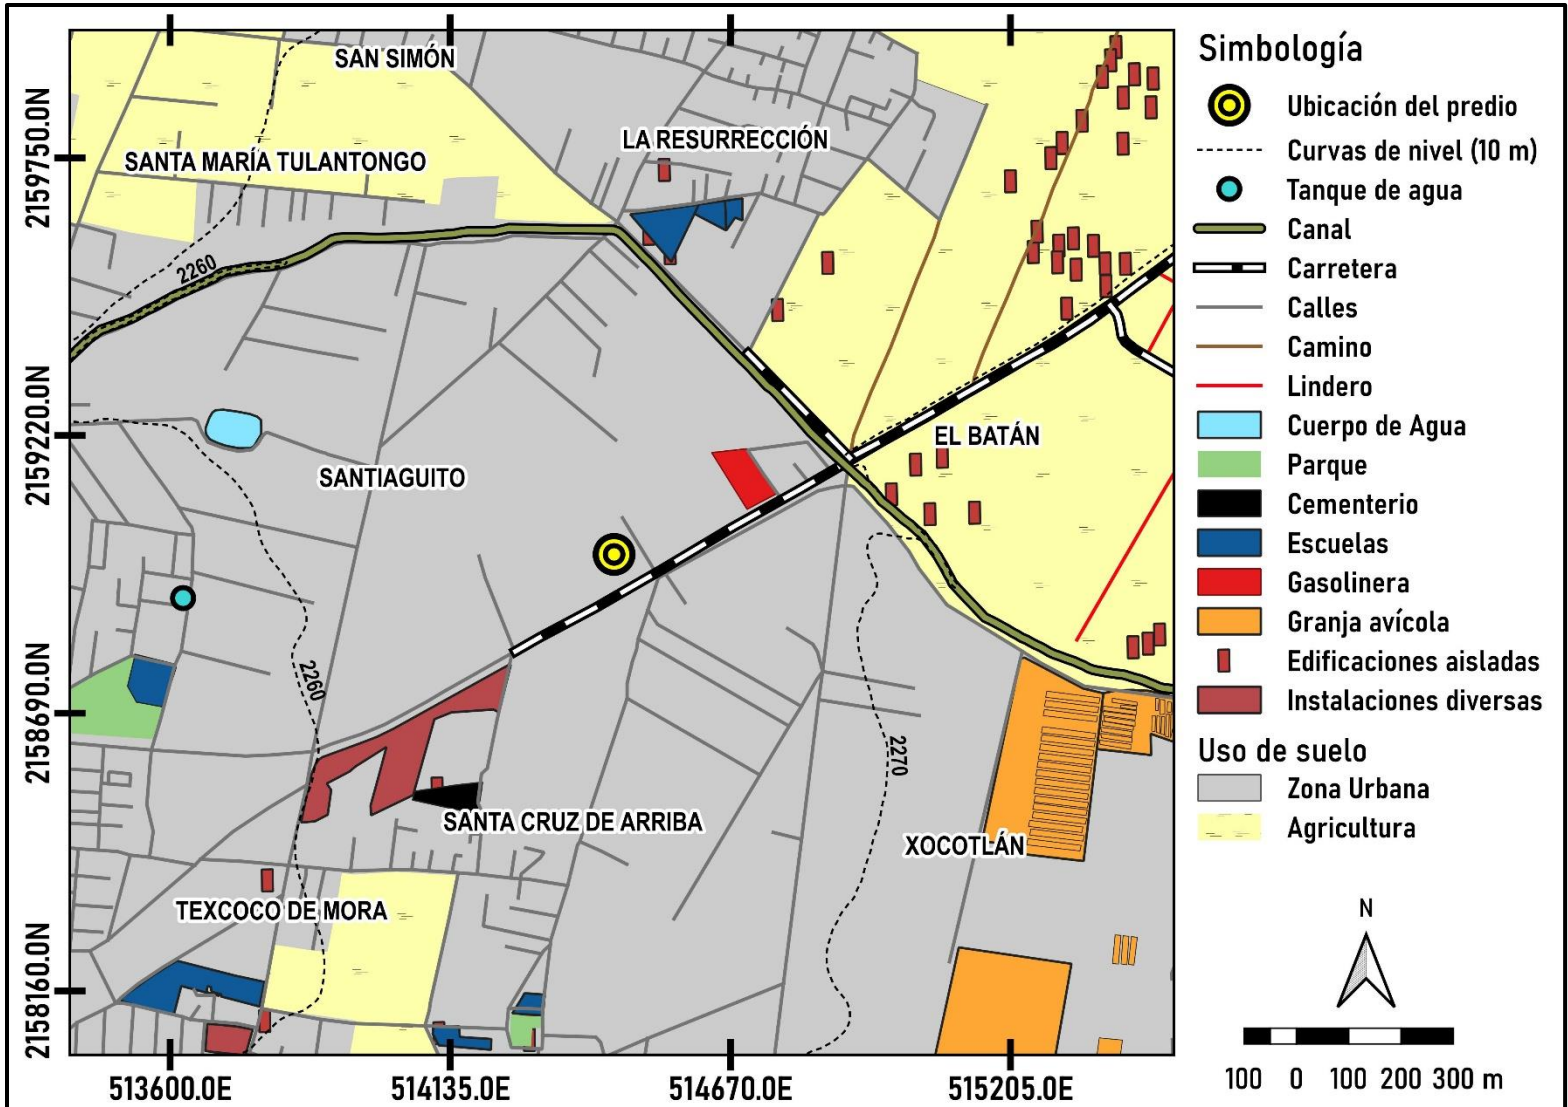 SAN SIMÓN
LA RESURRECCIÓN
SANTA MARÍA TULANTONGO
2260
EL BATÁN
SANTIAGUITO
2260
2270
SANTA CRUZ DE ARRIBA
XOCOTLÁN
TEXCOCO DE MORA
2159750.0N
2159220.0N
2158690.0N
2158160.0N
513600.0E
514135.0E
514670.0E
515205.0E
Simbología
Ubicación del predio
Curvas de nivel (10 m)
Tanque de agua
Canal
Carretera
Calles
Camino
Lindero
Cuerpo de Agua
Parque
Cementerio
Escuelas
Gasolinera
Granja avícola
Edificaciones aisladas
Instalaciones diversas
Uso de suelo
Zona Urbana
Agricultura
N
100 0 100 200 300 m